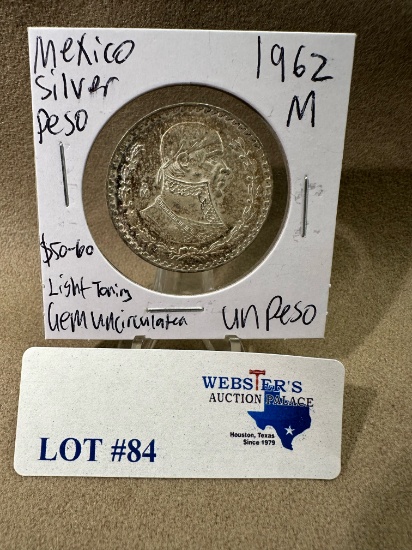 Mexico
silver
peso
1962
M
$50-60
Light Toning
Gem uncirculated
un Peso
WEBSTER'S
AUCTION PALACE
Houston, Texas
Since 1979
LOT #84